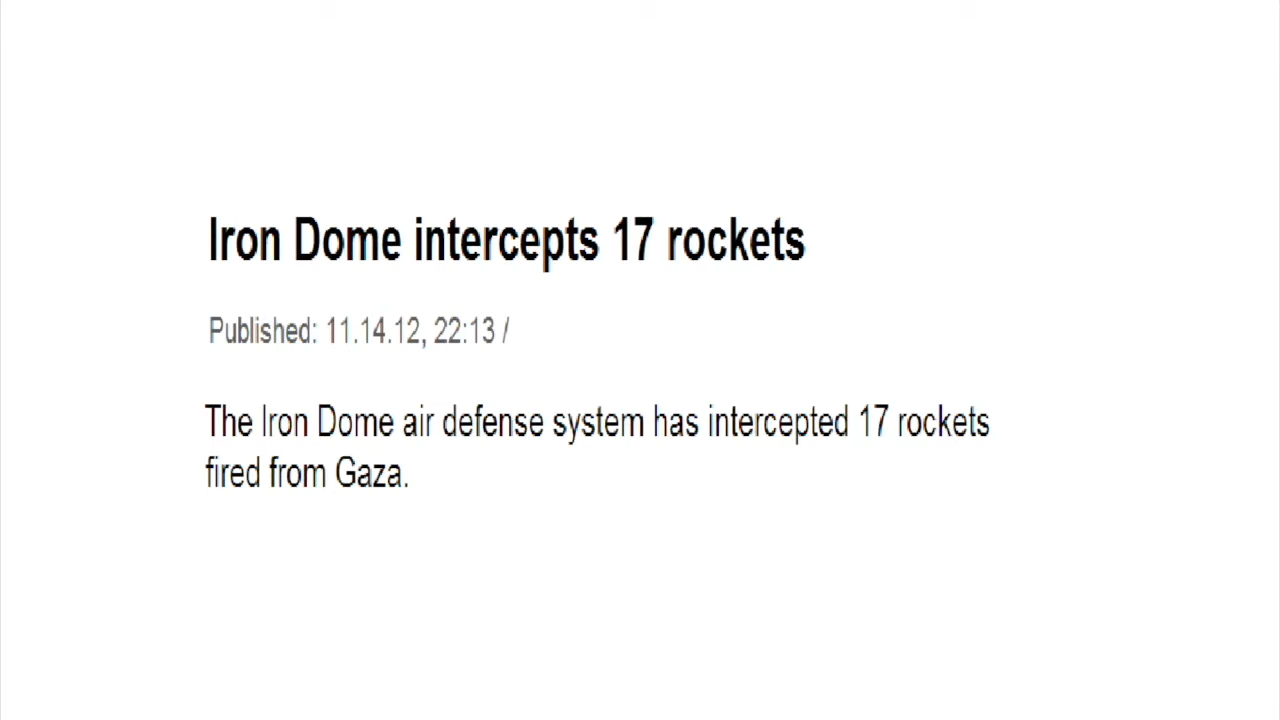 Iron Dome intercepts 17 rockets
Published: 11.14.12, 22:13 /
The Iron Dome air defense system has intercepted 17 rockets
fired from Gaza.